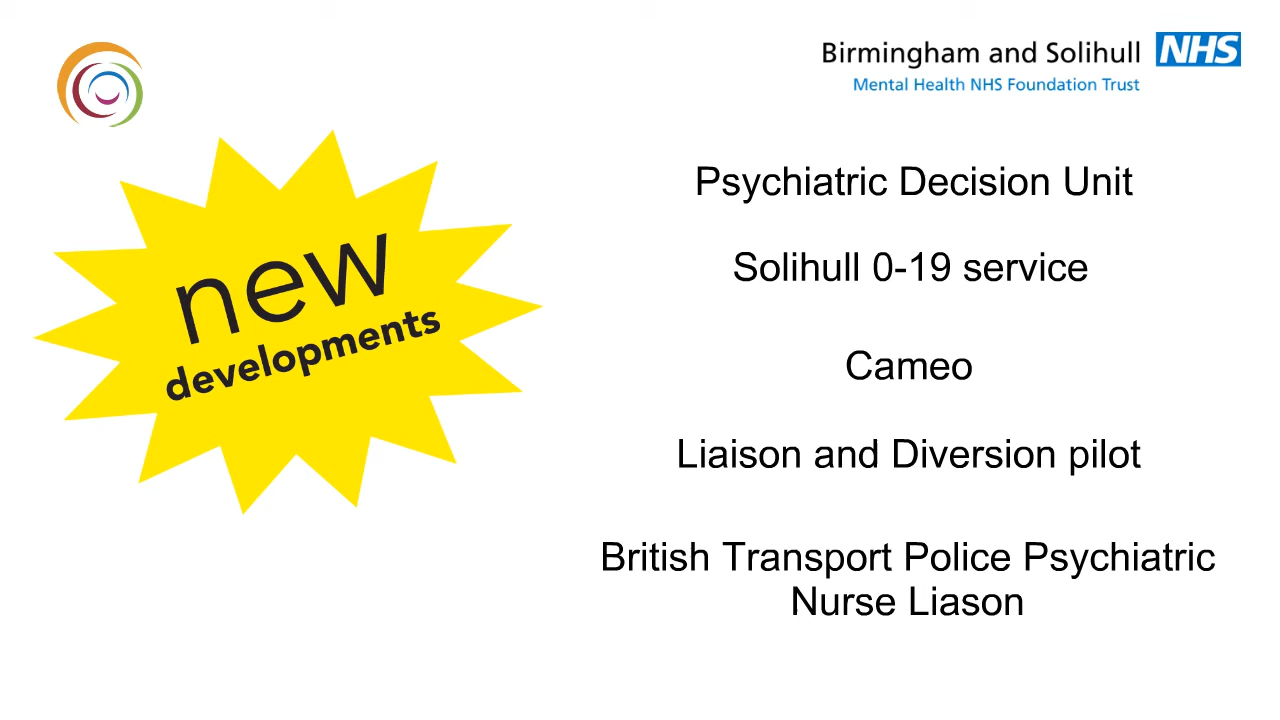 Birmingham and Solihull NHS
Mental Health NHS Foundation Trust
new
developments
Psychiatric Decision Unit
Solihull 0-19 service
Cameo
Liaison and Diversion pilot
British Transport Police Psychiatric
Nurse Liason